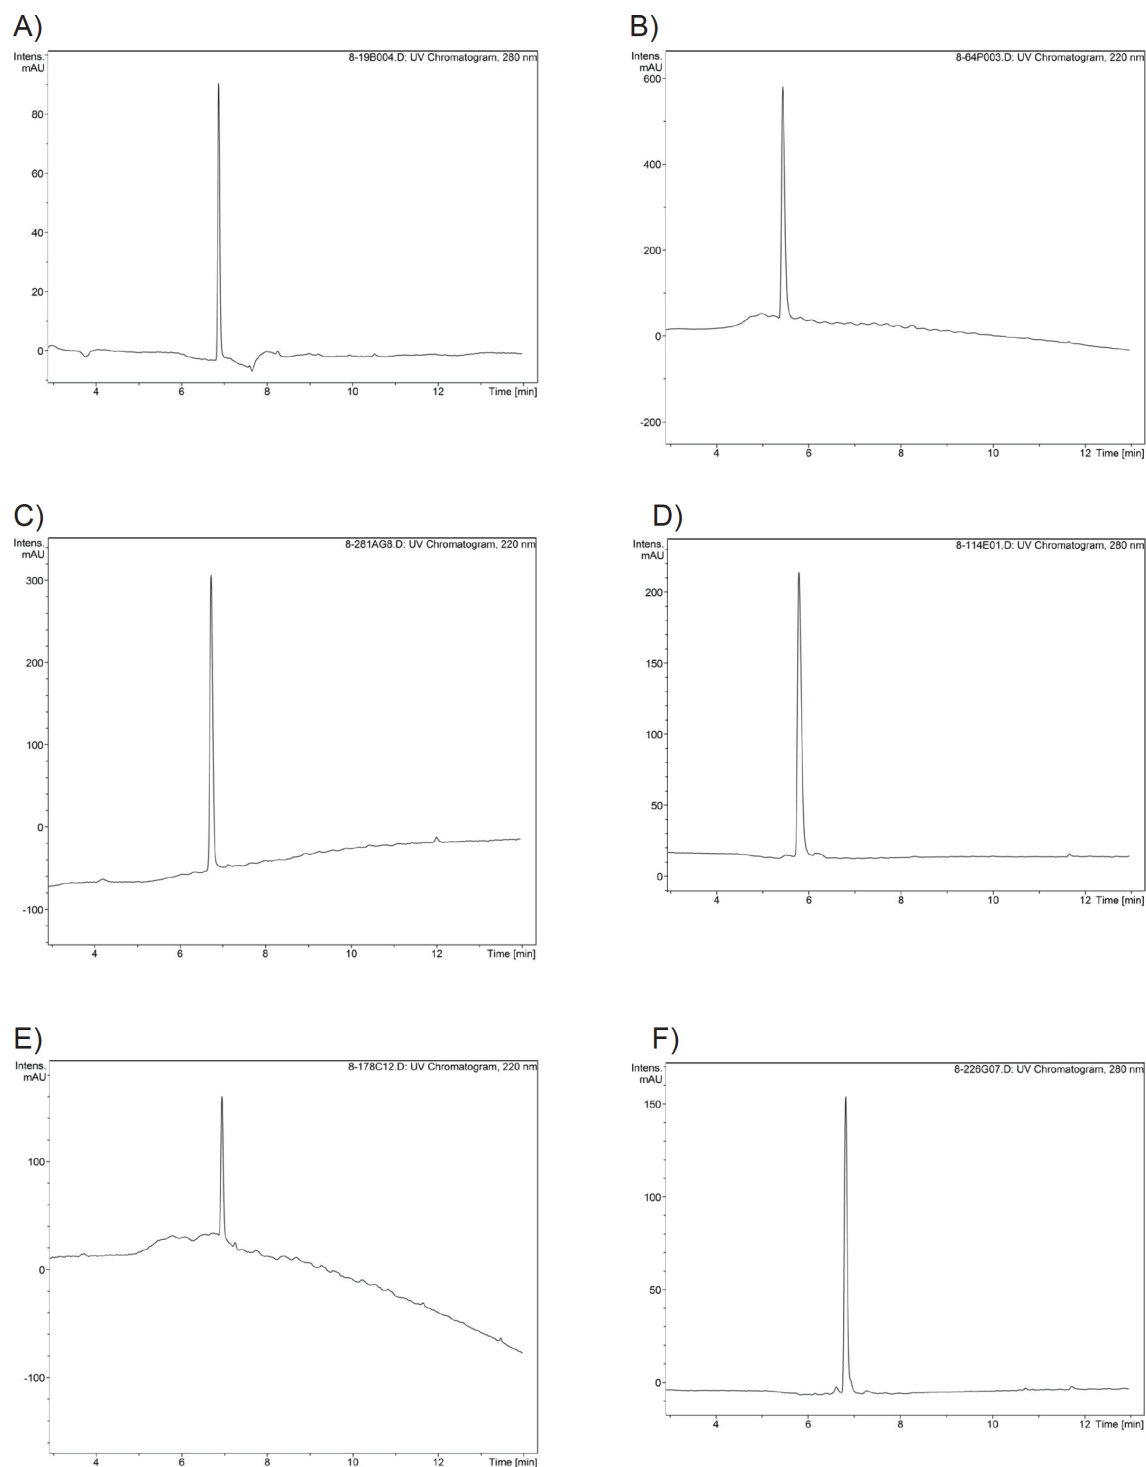 A)
Intens.
mAU
8-19B004.D: UV Chromatogram, 280 nm
80
60
40
20
0
4
6
8
10
12
Time [min]
B)
Intens.
mAU
8-64P003.D: UV Chromatogram, 220 nm
600
400
200
0
-200
4
6
8
10
12
Time [min]
C)
Intens.
mAU
8-281AG8.D: UV Chromatogram, 220 nm
300
200
100
0
-100
4
6
8
10
12
Time [min]
D)
Intens.
mAU
8-114E01.D: UV Chromatogram, 280 nm
200
150
100
50
0
4
6
8
10
12
Time [min]
E)
Intens.
mAU
8-178C12.D: UV Chromatogram, 220 nm
100
0
-100
4
6
8
10
12
Time [min]
F)
Intens.
mAU
8-226G07.D: UV Chromatogram, 280 nm
150
100
50
0
4
6
8
10
12
Time [min]